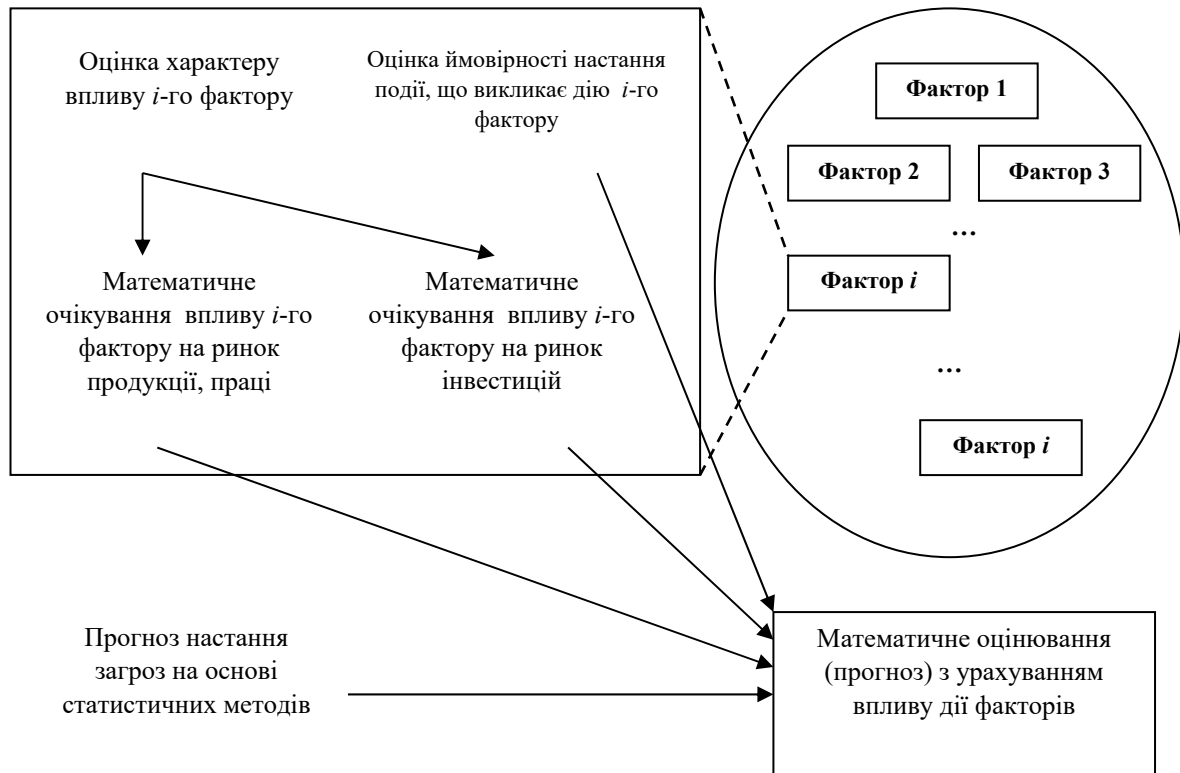 Оцінка характеру
впливу i-го фактору
Оцінка ймовірності настання
події, що викликає дію i-го
фактору
Математичне
очікування впливу i-го
фактору на ринок
продукції, праці
Математичне
очікування впливу i-го
фактору на ринок
інвестицій
Фактор 1
Фактор 2
Фактор 3
...
Фактор i
...
Фактор i
Прогноз настання
загроз на основі
статистичних методів
Математичне оцінювання
(прогноз) з урахуванням
впливу дії факторів